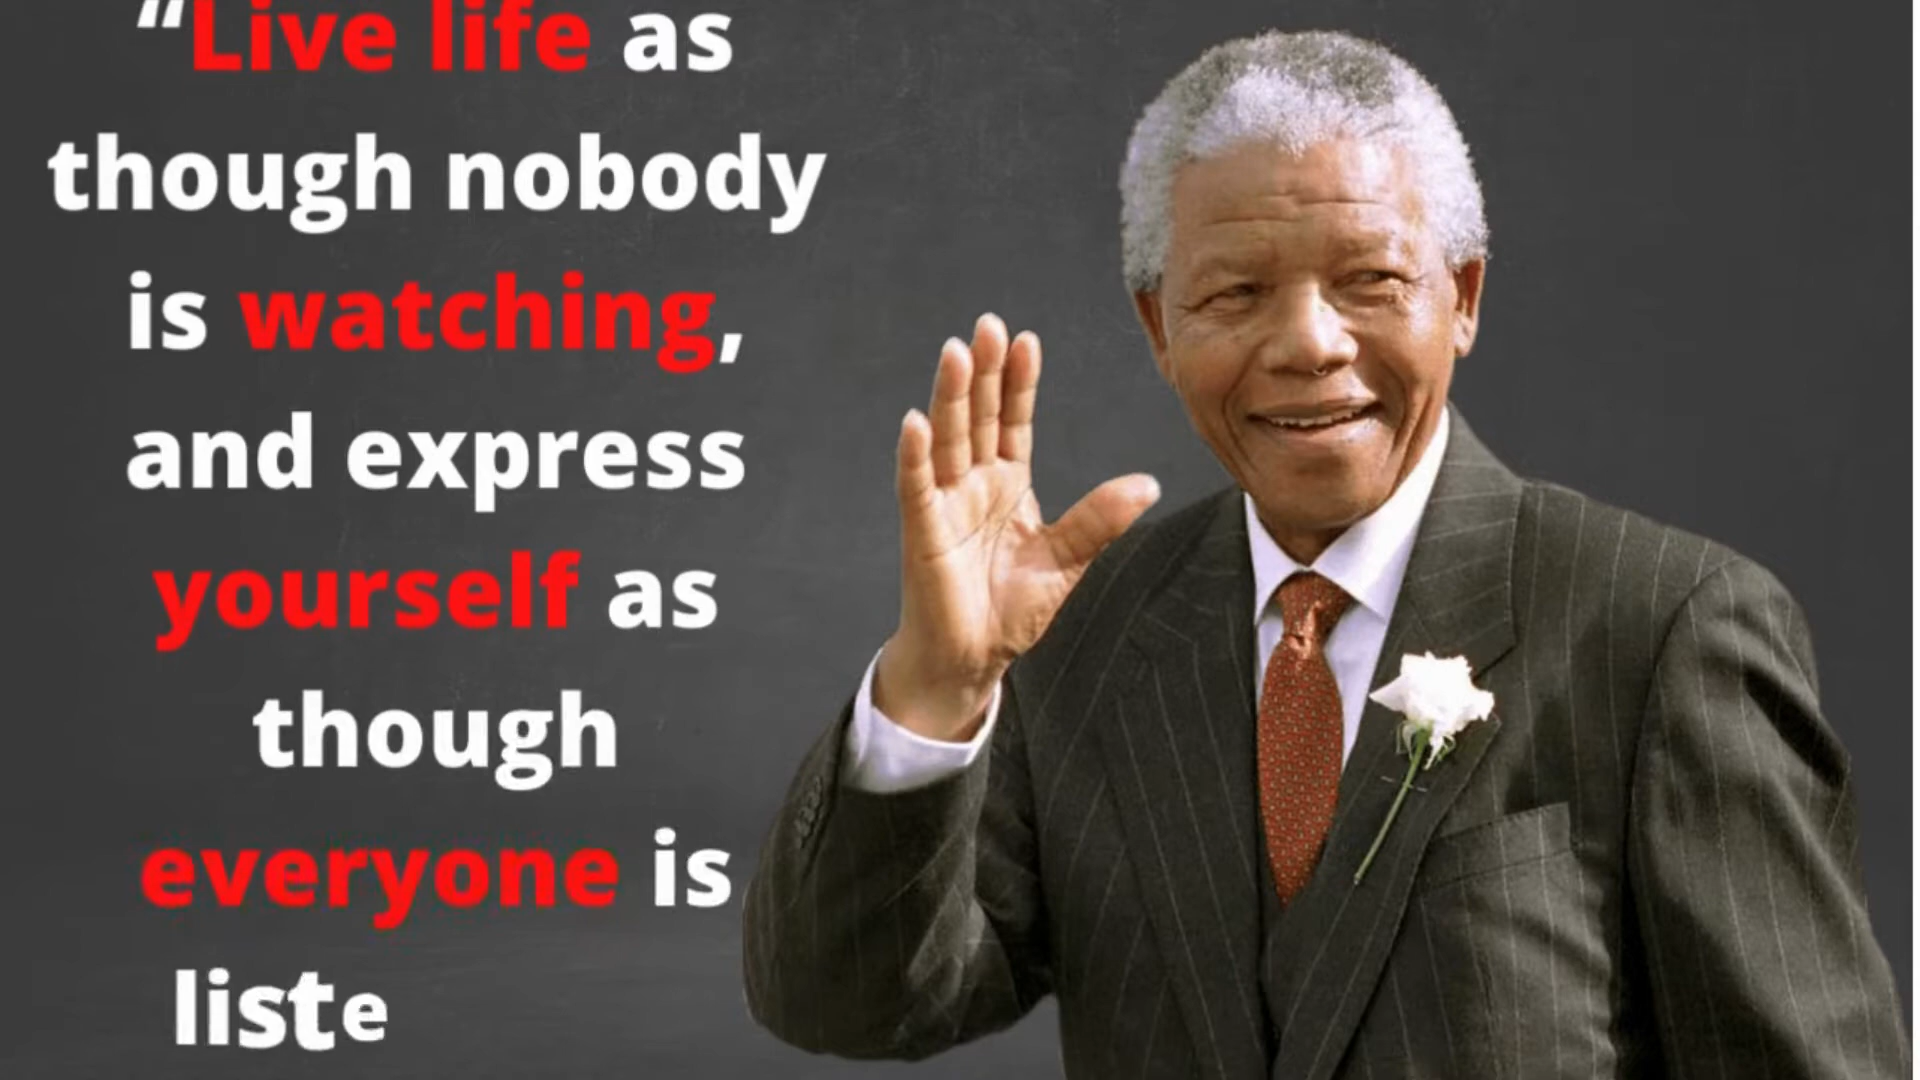 “Live life as
though nobody
is watching,
and express
yourself as
though
everyone is
liste